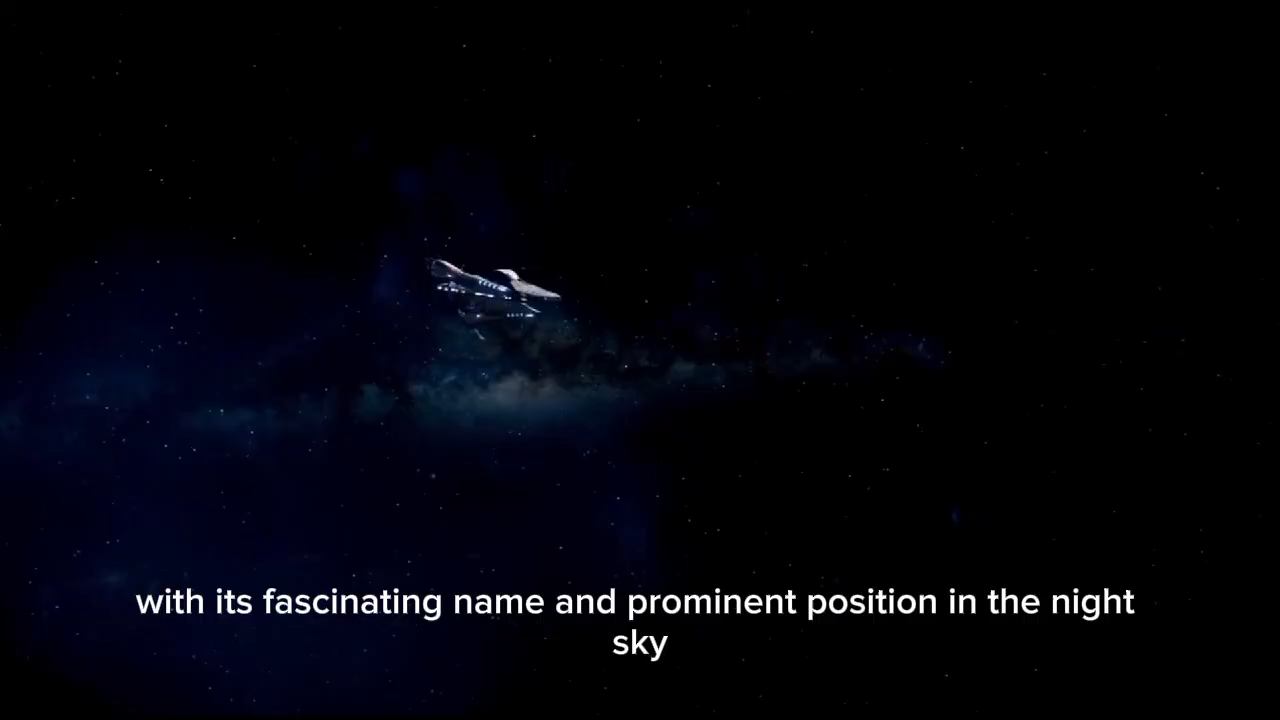 with its fascinating name and prominent position in the night
sky